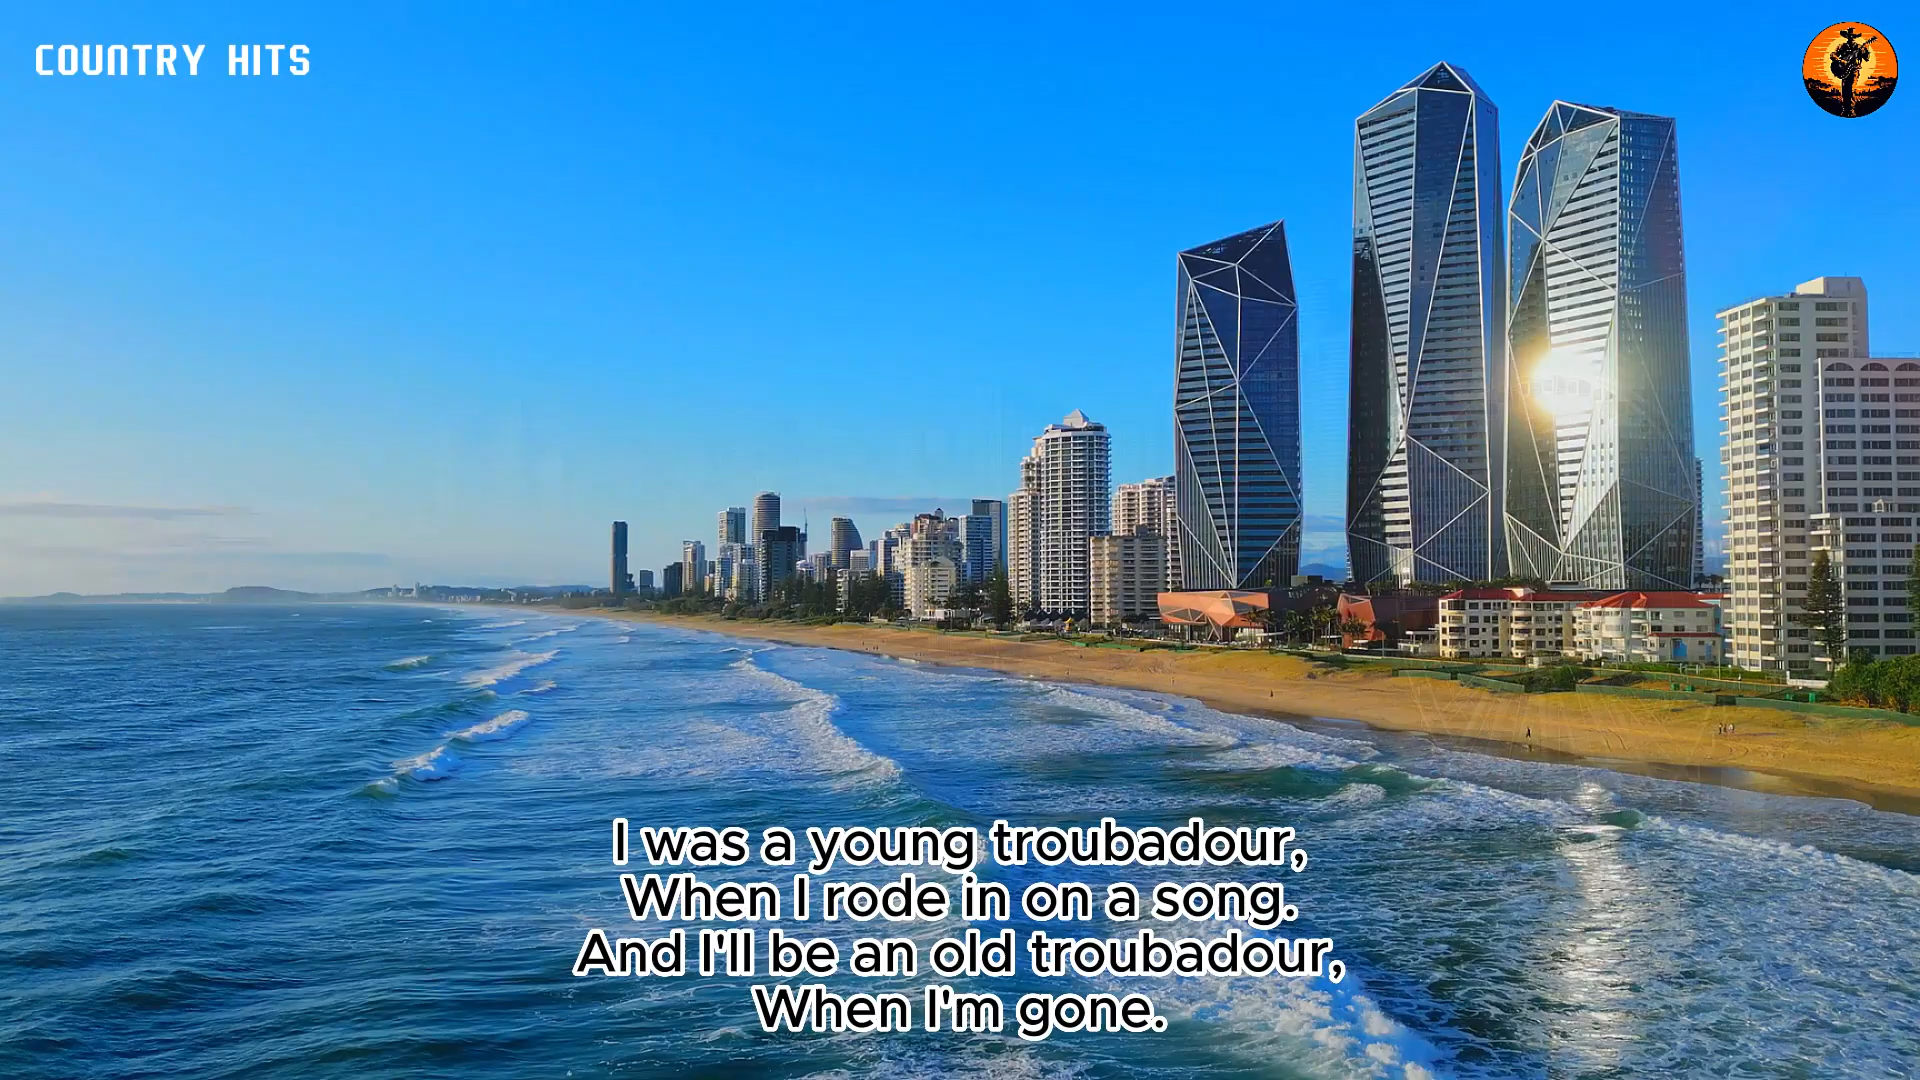 COUNTRY HITS
I was a young troubadour,
When I rode in on a song.
And I'll be an old troubadour,
When I'm gone.